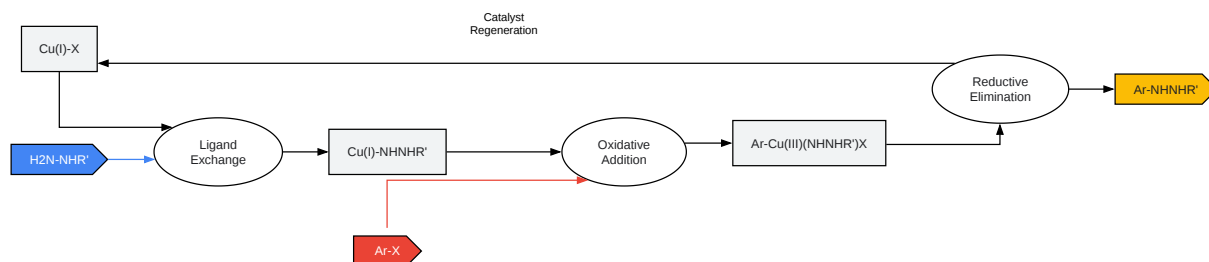 Catalyst
Regeneration
Cu(I)-X
Reductive
Elimination
Ar-NHNHR'
Ligand
Exchange
Oxidative
Addition
H2N-NHR'
Cu(I)-NHNHR'
Ar-Cu(III)(NHNHR')X
Ar-X